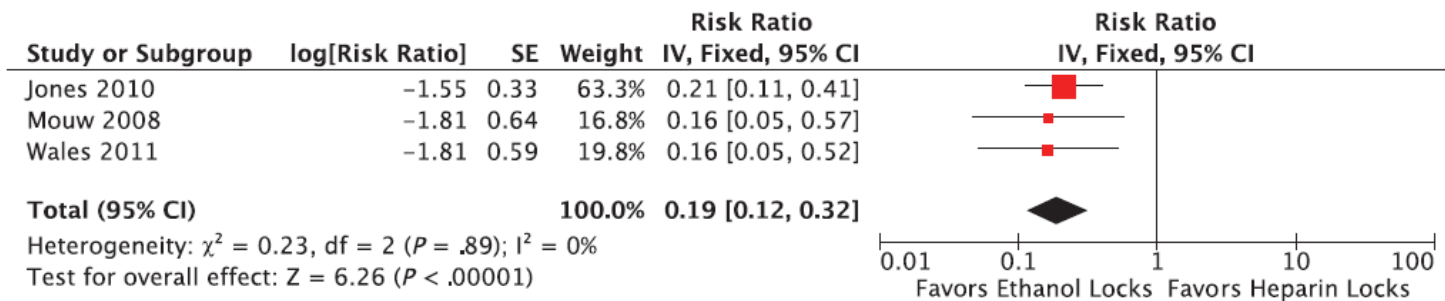 Risk Ratio Risk Ratio
Study or Subgroup log[Risk Ratio] SE Weight IV, Fixed, 95% CI IV, Fixed, 95% CI
Jones 2010 −1.55 0.33 63.3% 0.21 [0.11, 0.41]
Mouw 2008 −1.81 0.64 16.8% 0.16 [0.05, 0.57]
Wales 2011 −1.81 0.59 19.8% 0.16 [0.05, 0.52]
Total (95% CI) 100.0% 0.19 [0.12, 0.32]
Heterogeneity: χ² = 0.23, df = 2 (P = .89); I² = 0%
Test for overall effect: Z = 6.26 (P < .00001)
0.01 0.1 1 10 100
Favors Ethanol Locks Favors Heparin Locks